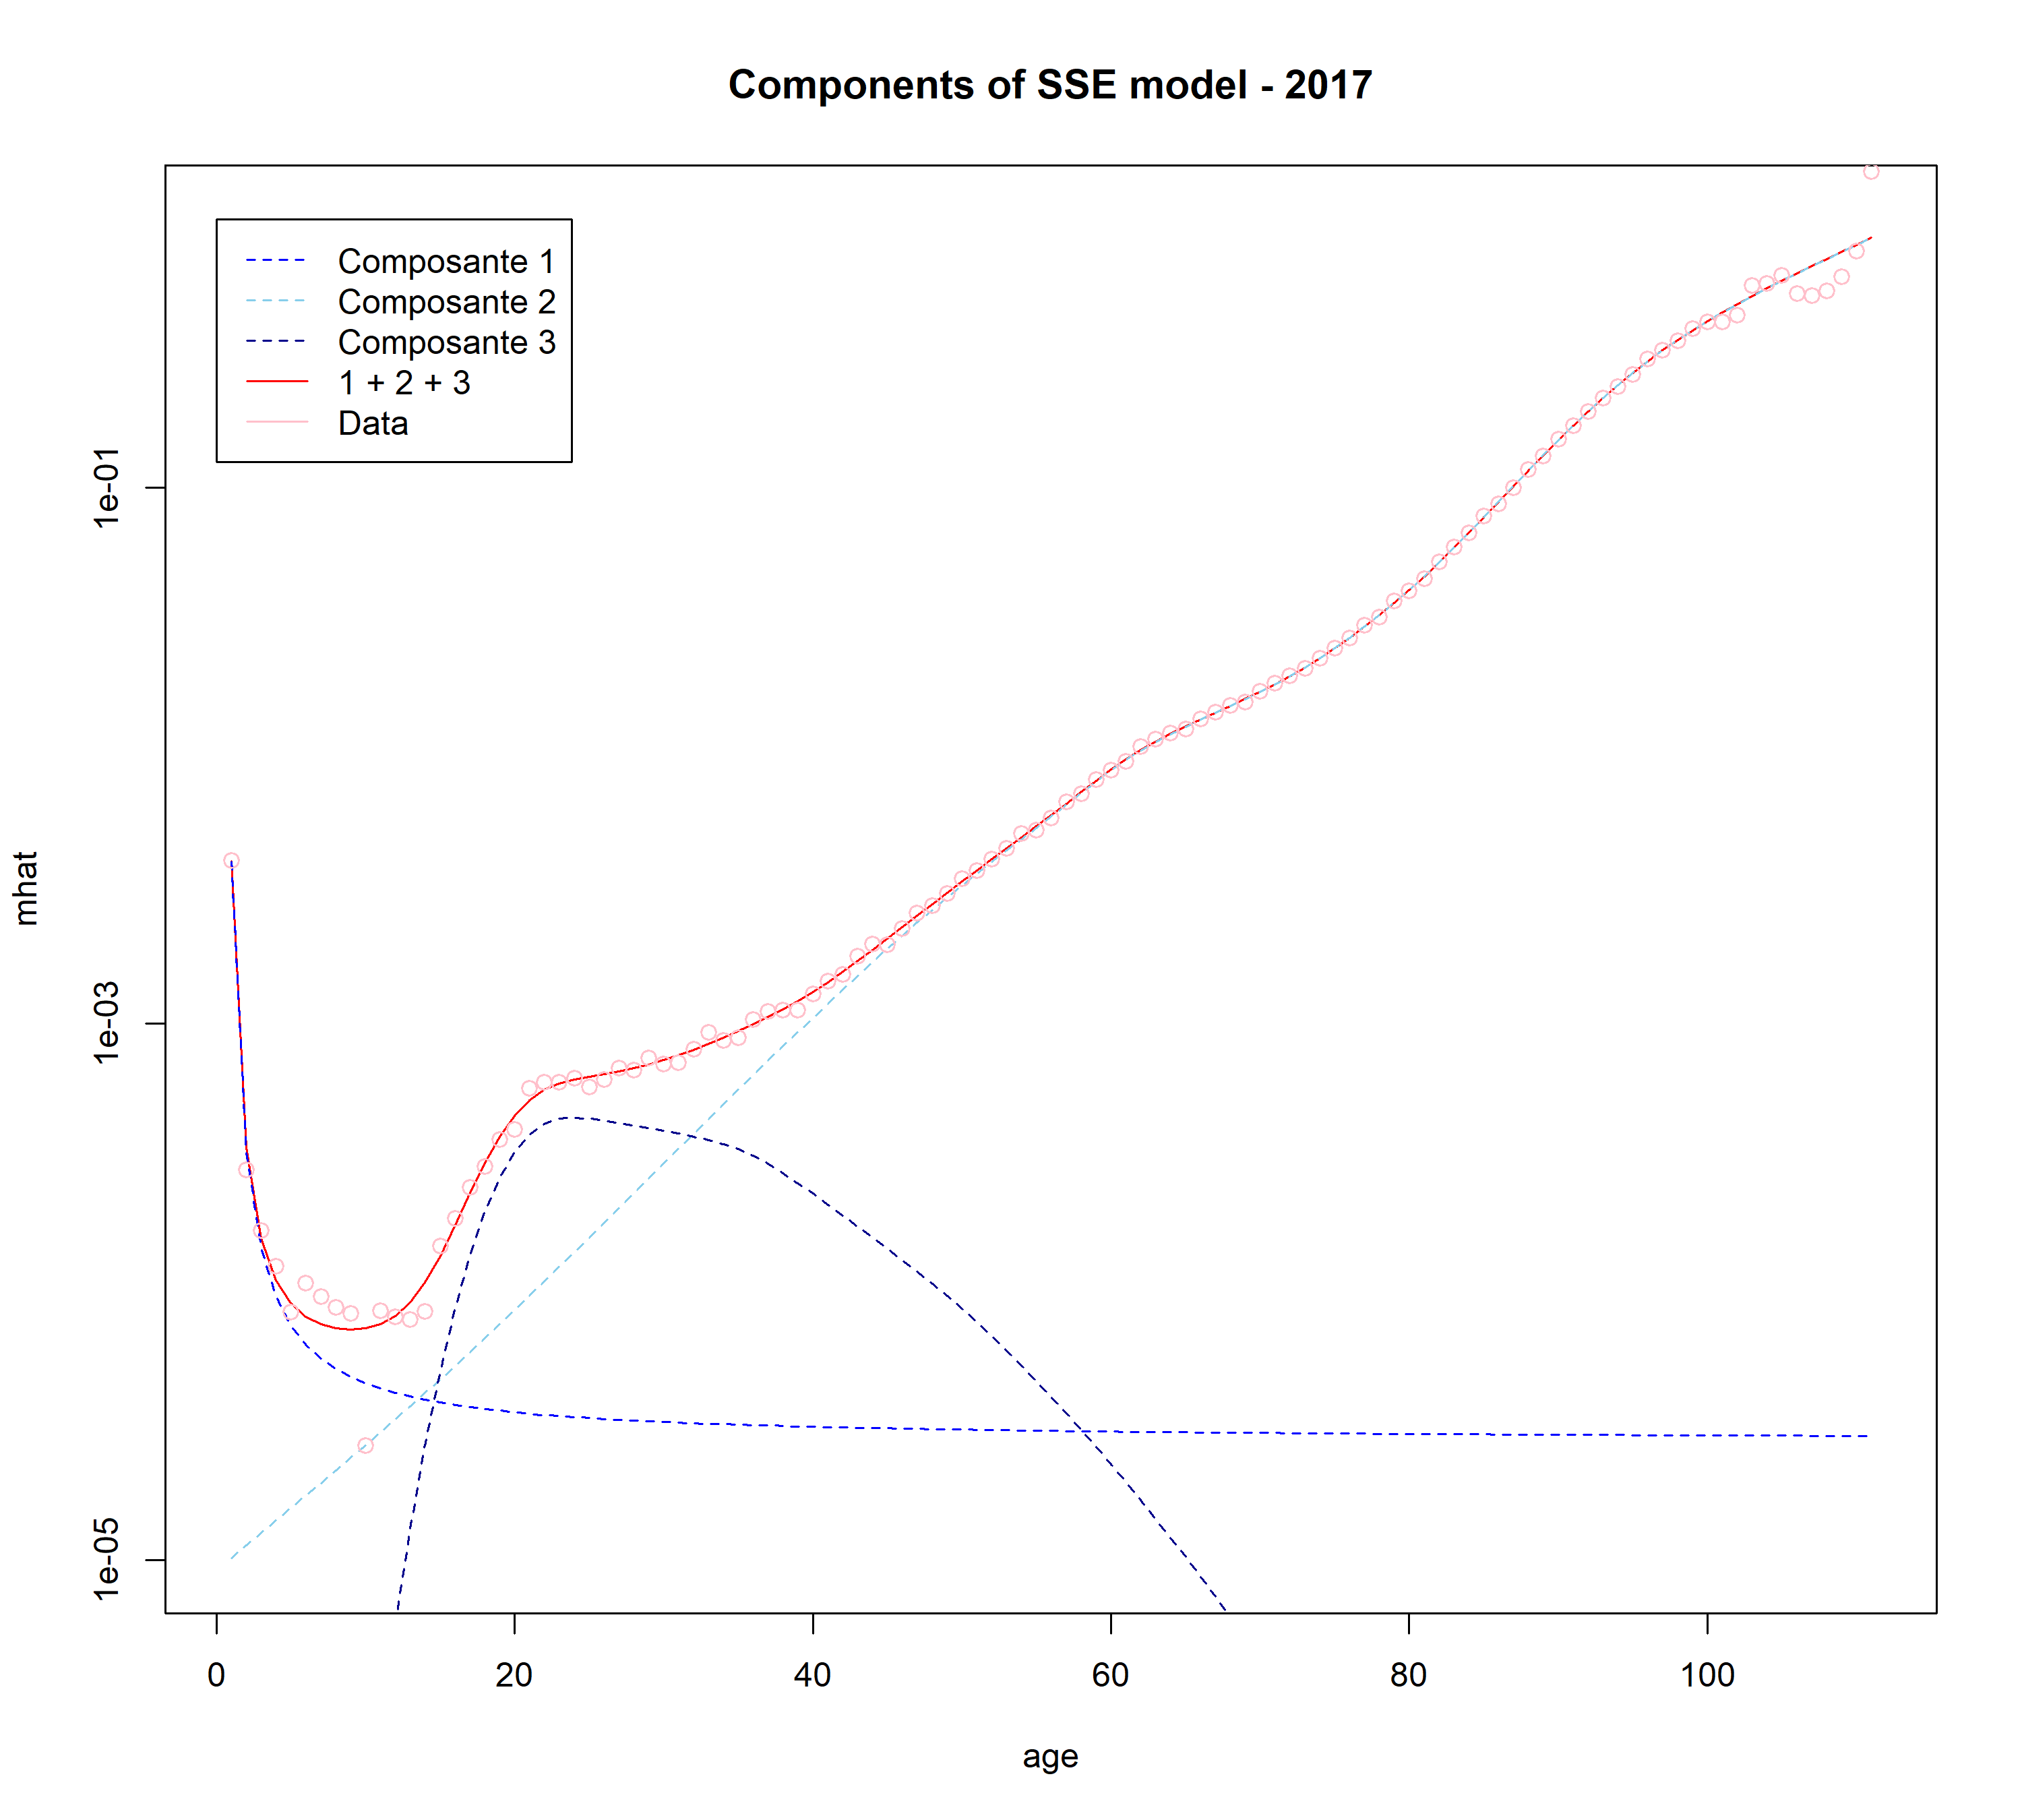 Components of SSE model - 2017
Composante 1
Composante 2
Composante 3
1 + 2 + 3
Data
mhat
1e-01
1e-03
1e-05
0 20 40 60 80 100
age